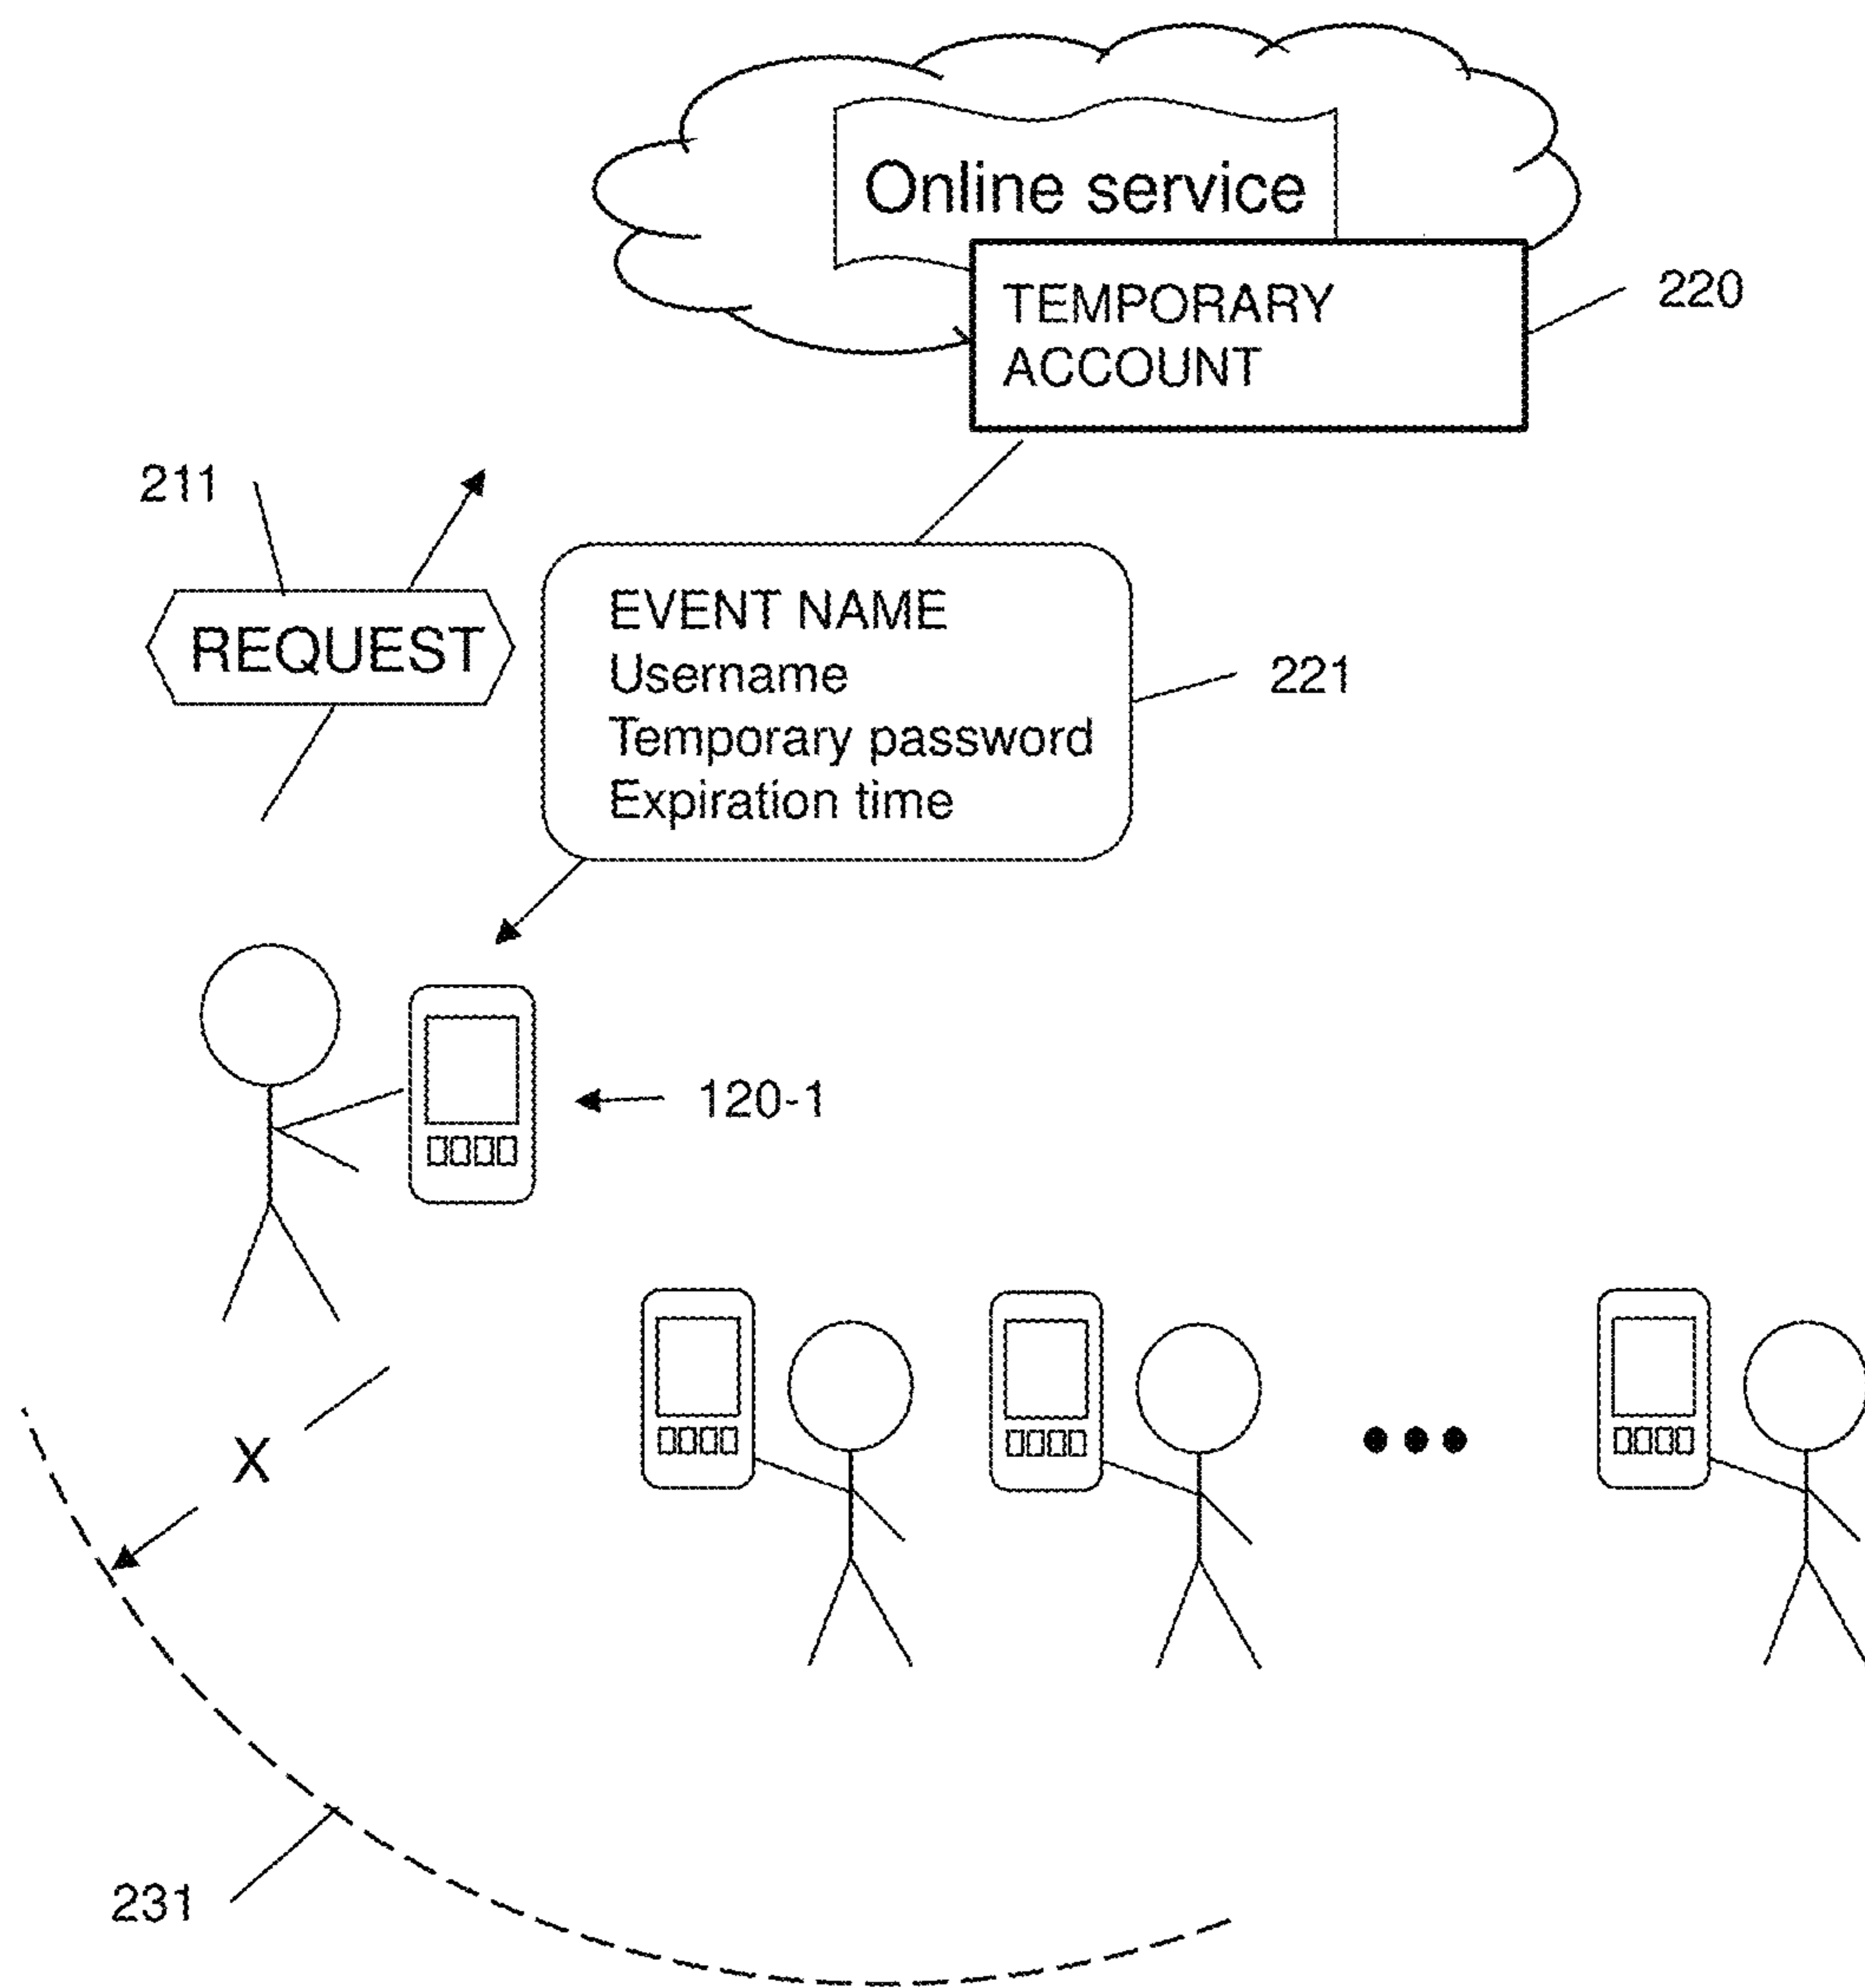 Online service
TEMPORARY
ACCOUNT
220
211
REQUEST
EVENT NAME
Username
Temporary password
Expiration time
221
120-1
X
231